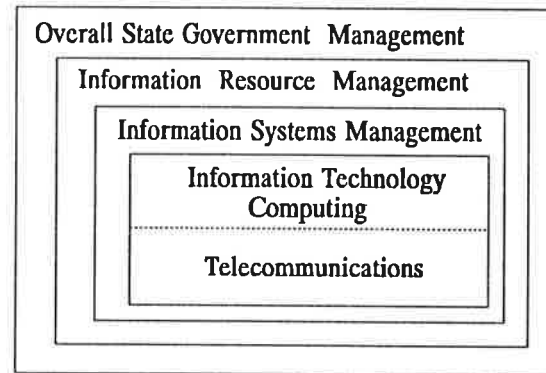 Overall State Government Management
Information Resource Management
Information Systems Management
Information Technology
Computing
Telecommunications